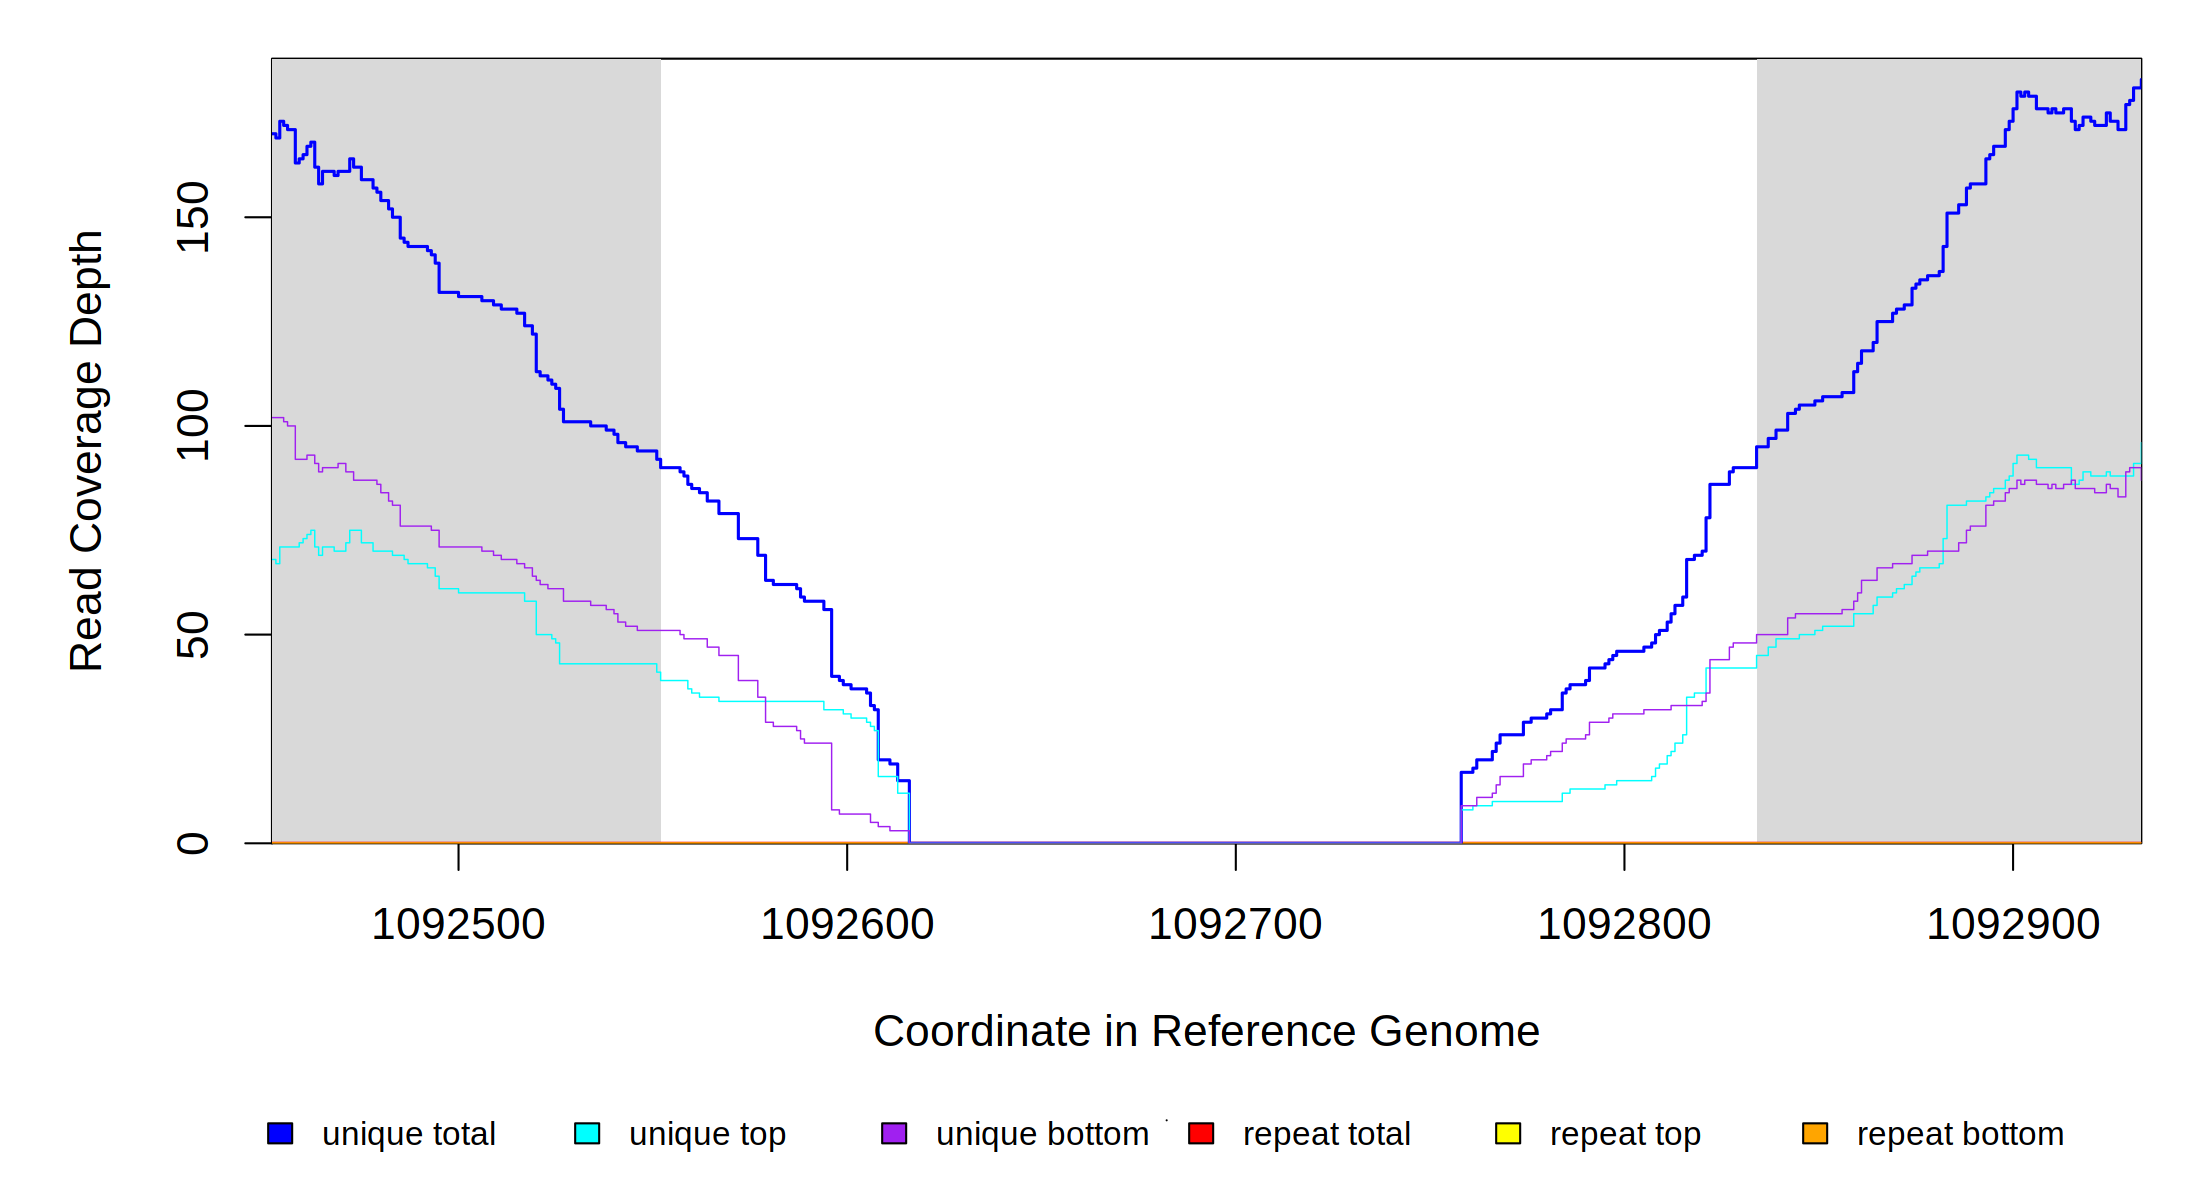 Read Coverage Depth
150
100
50
0
1092500 1092600 1092700 1092800 1092900
Coordinate in Reference Genome
unique total unique top unique bottom repeat total repeat top repeat bottom